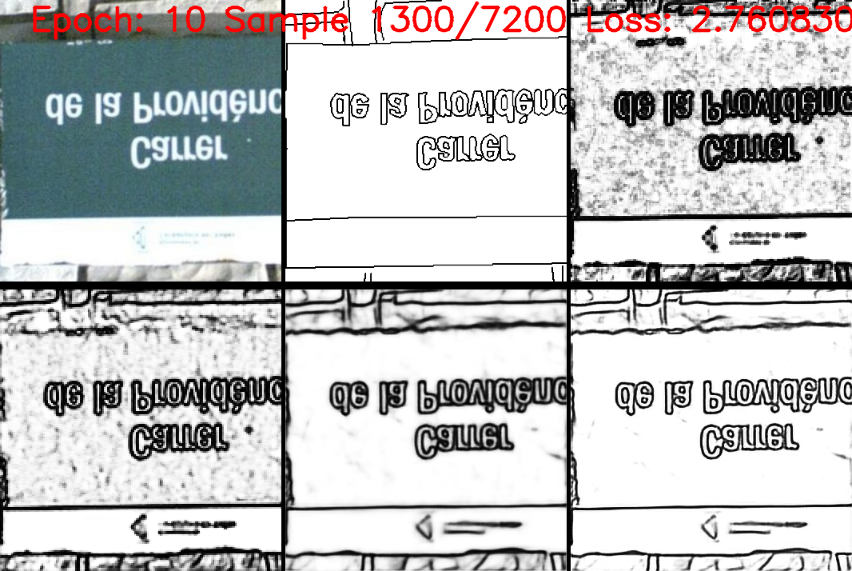 Epoch: 10 Sample 1300/7200 Loss: 2.760830
Carrer
de la Providènc
Carrer
de la Providènc
Carrer
de la Providènc
Carrer
de la Providènc
Carrer
de la Providènc
Carrer
de la Providènc